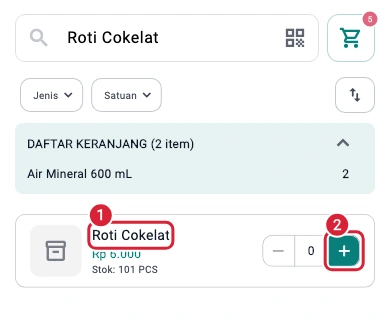 Roti Cokelat
5
Jenis
Satuan
DAFTAR KERANJANG (2 item)
Air Mineral 600 mL 2
1
2
Roti Cokelat
Rp 6.000
0
Stok: 101 PCS